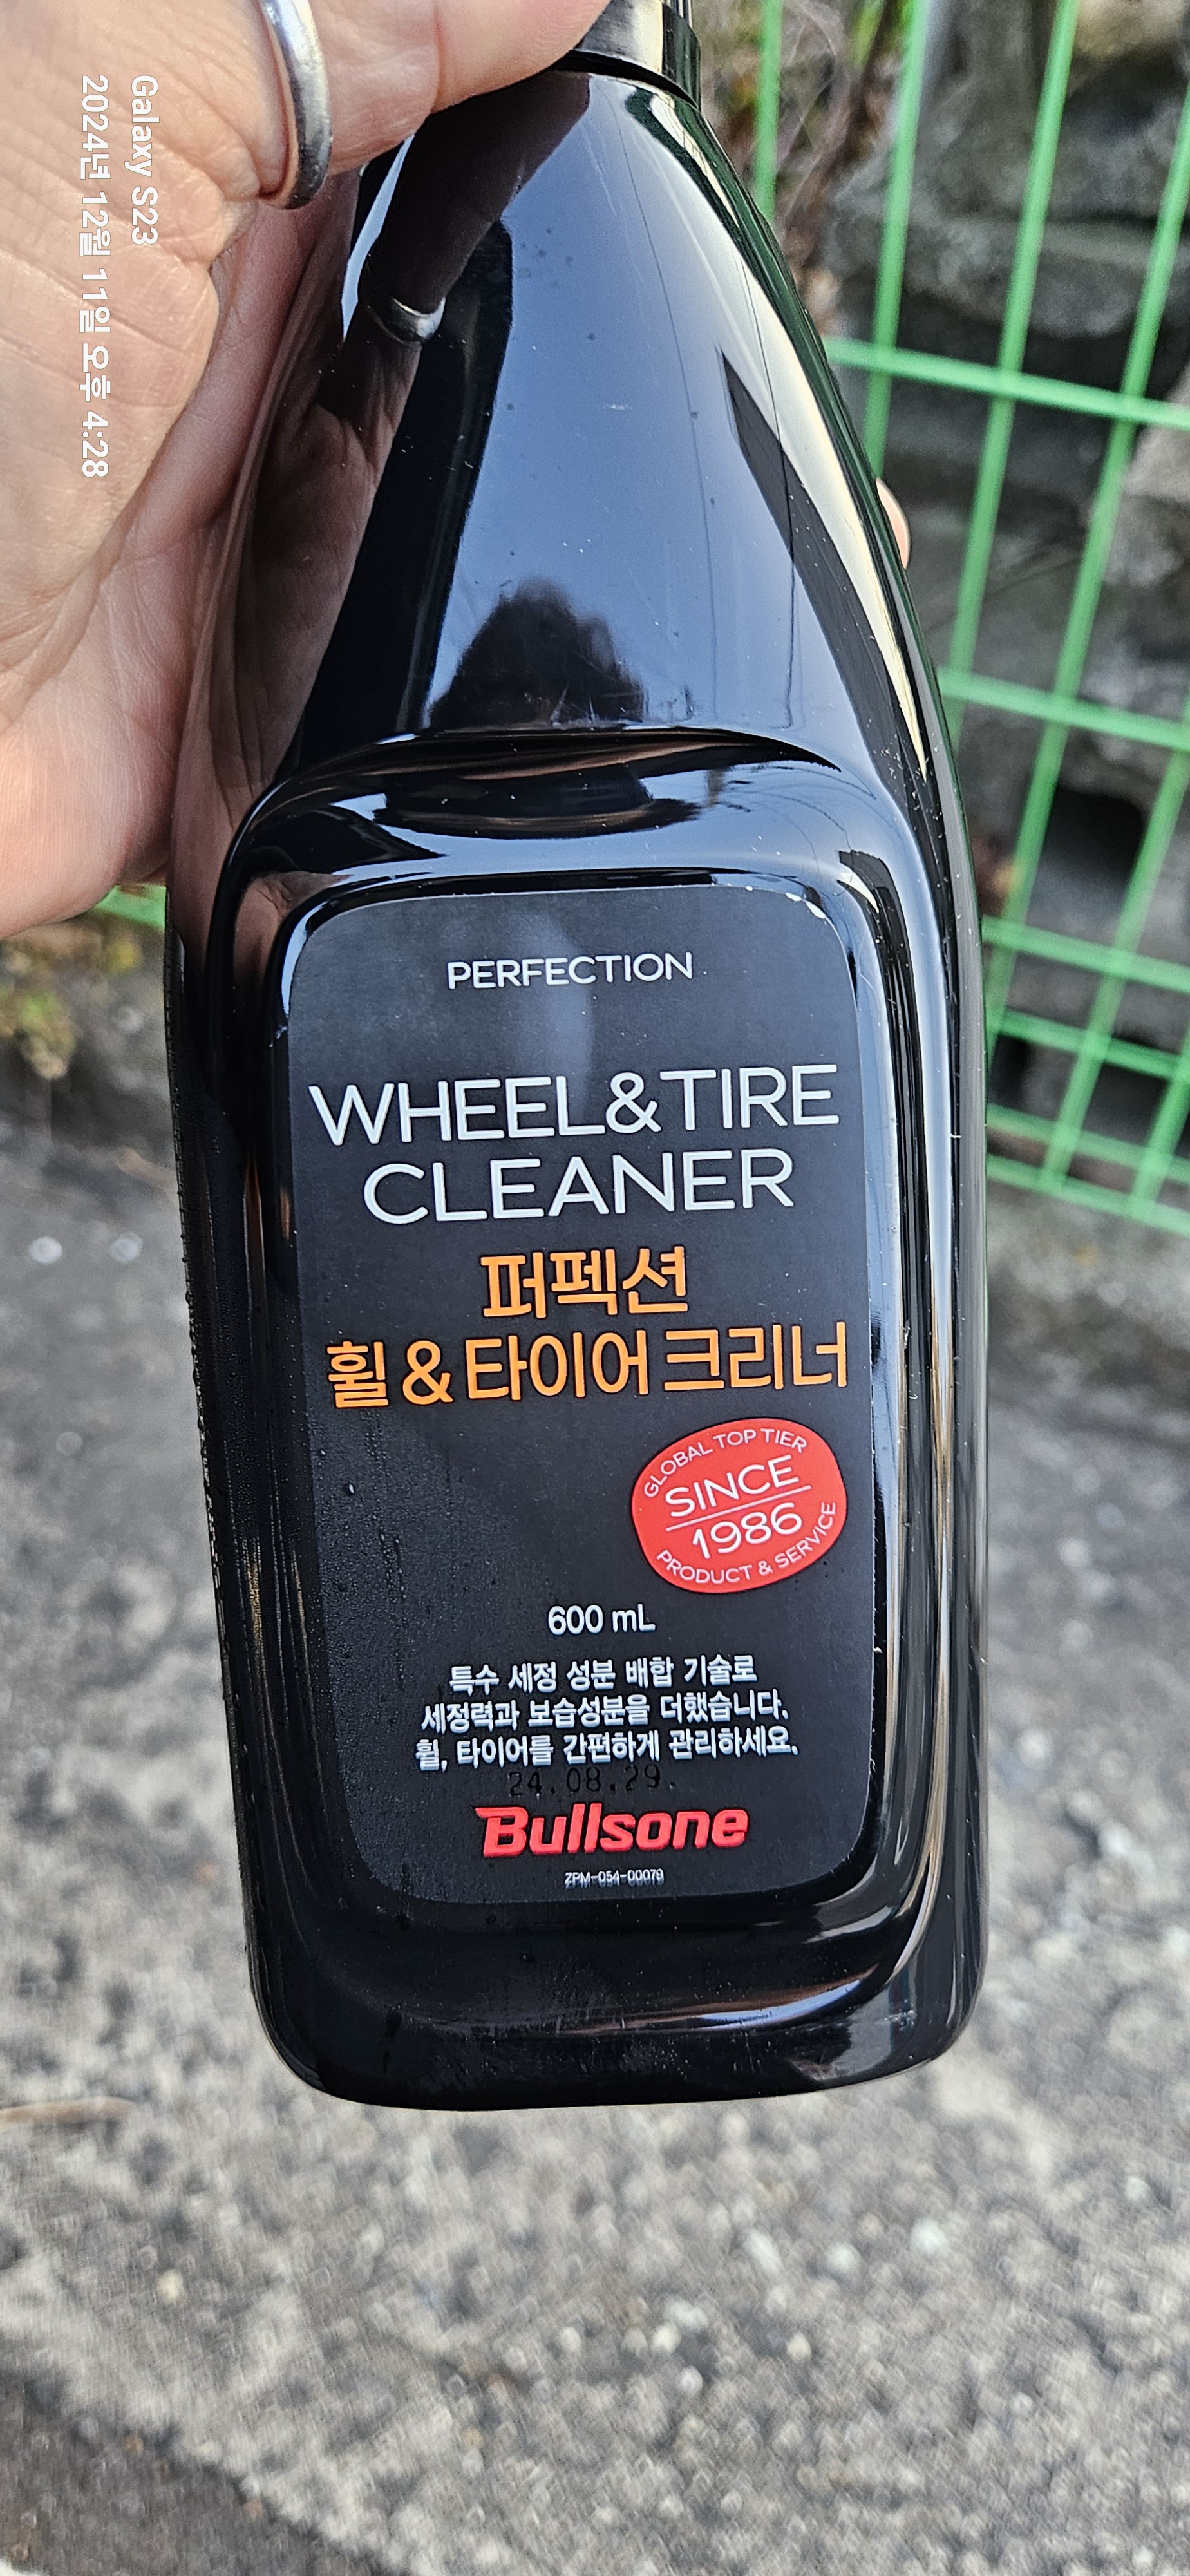 Galaxy S23
2024년 12월 11일 오후 4:28
PERFECTION
WHEEL&TIRE
CLEANER
퍼펙션
휠 & 타이어 크리너
GLOBAL TOP TIER
SINCE
1986
PRODUCT & SERVICE
600 mL
특수 세정 성분 배합 기술로
세정력과 보습성분을 더했습니다.
휠, 타이어를 간편하게 관리하세요.
24.08.29.
Bullsone
ZPM-054-00079